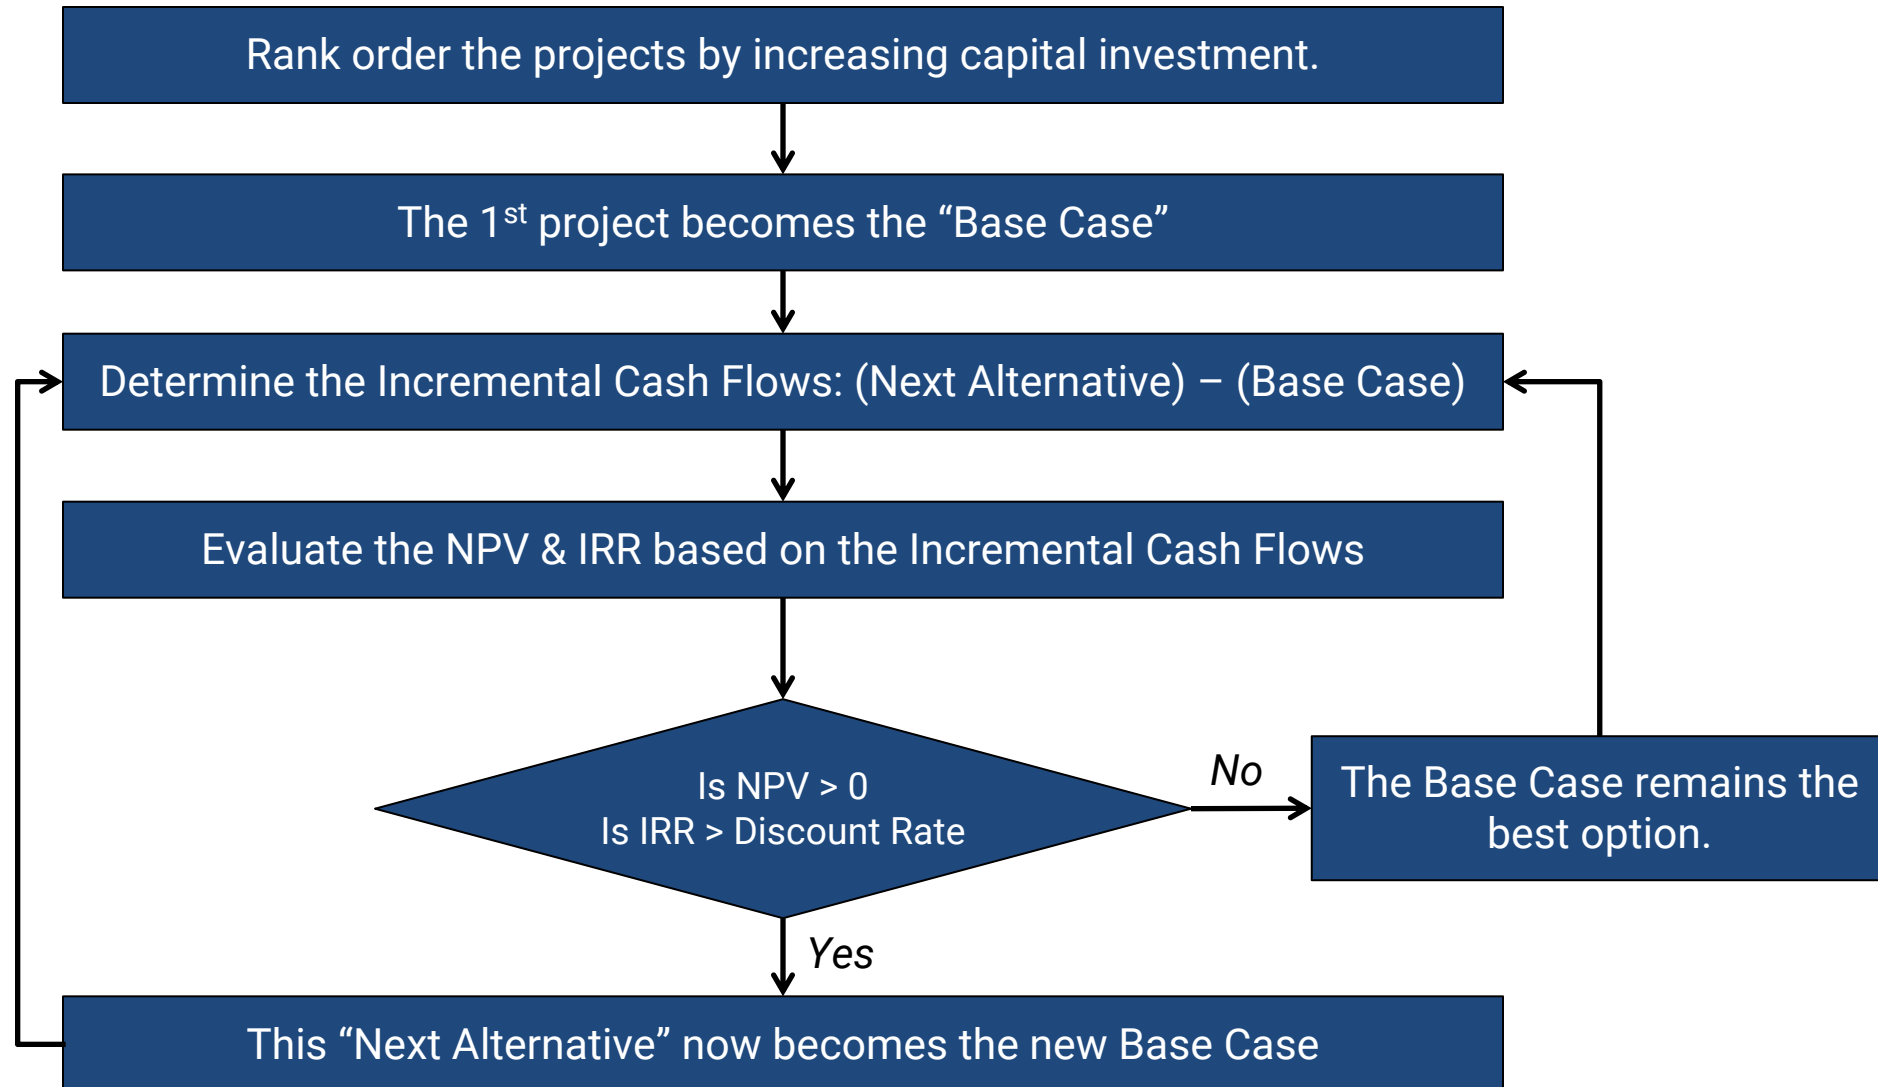 Rank order the projects by increasing capital investment.
The 1st project becomes the “Base Case”
Determine the Incremental Cash Flows: (Next Alternative) – (Base Case)
Evaluate the NPV & IRR based on the Incremental Cash Flows
Is NPV > 0
Is IRR > Discount Rate
No
The Base Case remains the
best option.
Yes
This “Next Alternative” now becomes the new Base Case